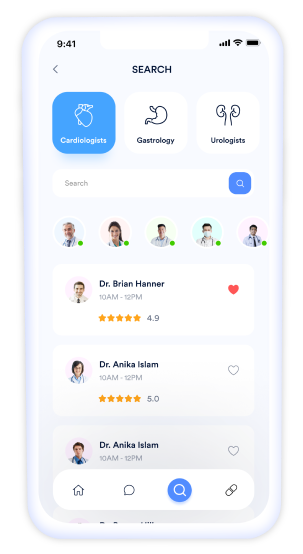 9:41
SEARCH
Cardiologists Gastrology Urologists
Search
Dr. Brian Hanner
10AM - 12PM
4.9
Dr. Anika Islam
10AM - 12PM
5.0
Dr. Anika Islam
10AM - 12PM